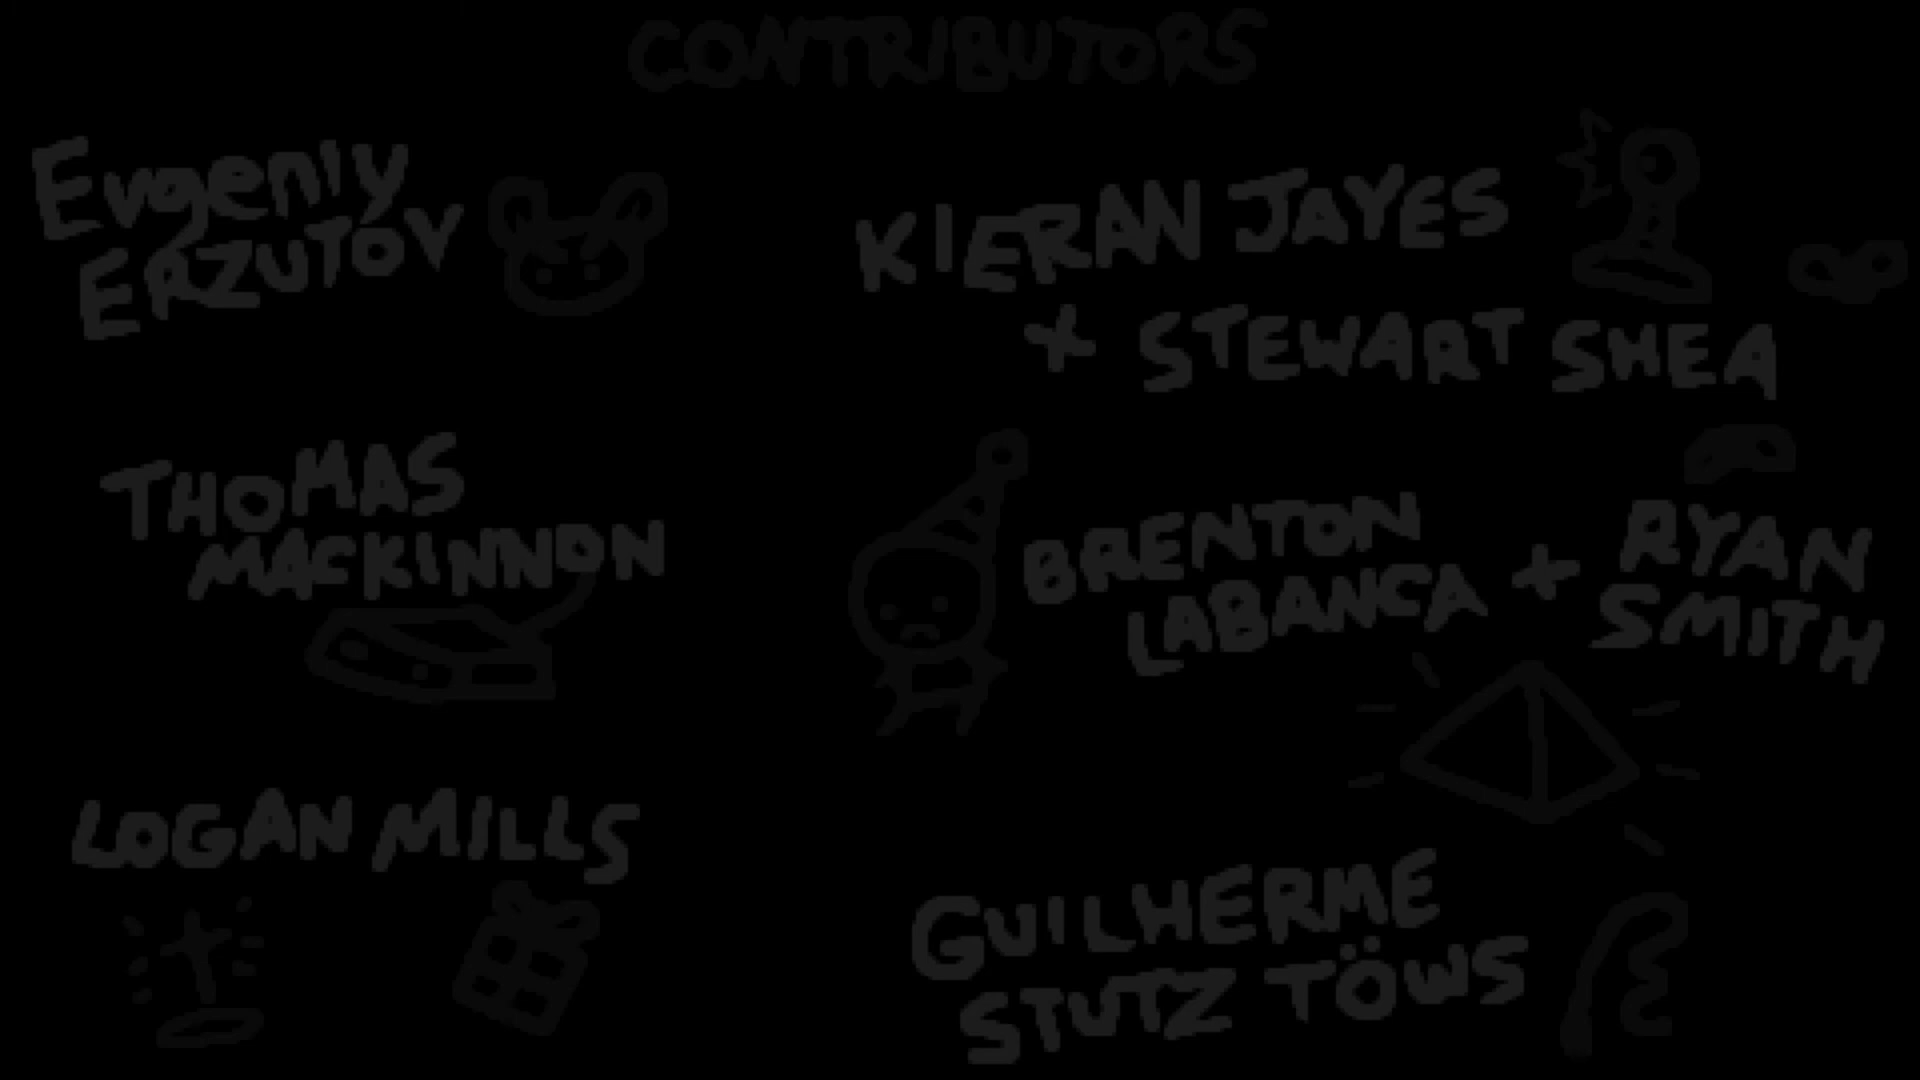 CONTRIBUTORS
Evgeniy
ERZUTOV
KIERAN JAYES
+ STEWART SHEA
THOMAS
MACKINNON
BRENTON
LABANCA
+
RYAN
SMITH
LOGAN MILLS
GUILHERME
STUTZ TÖWS